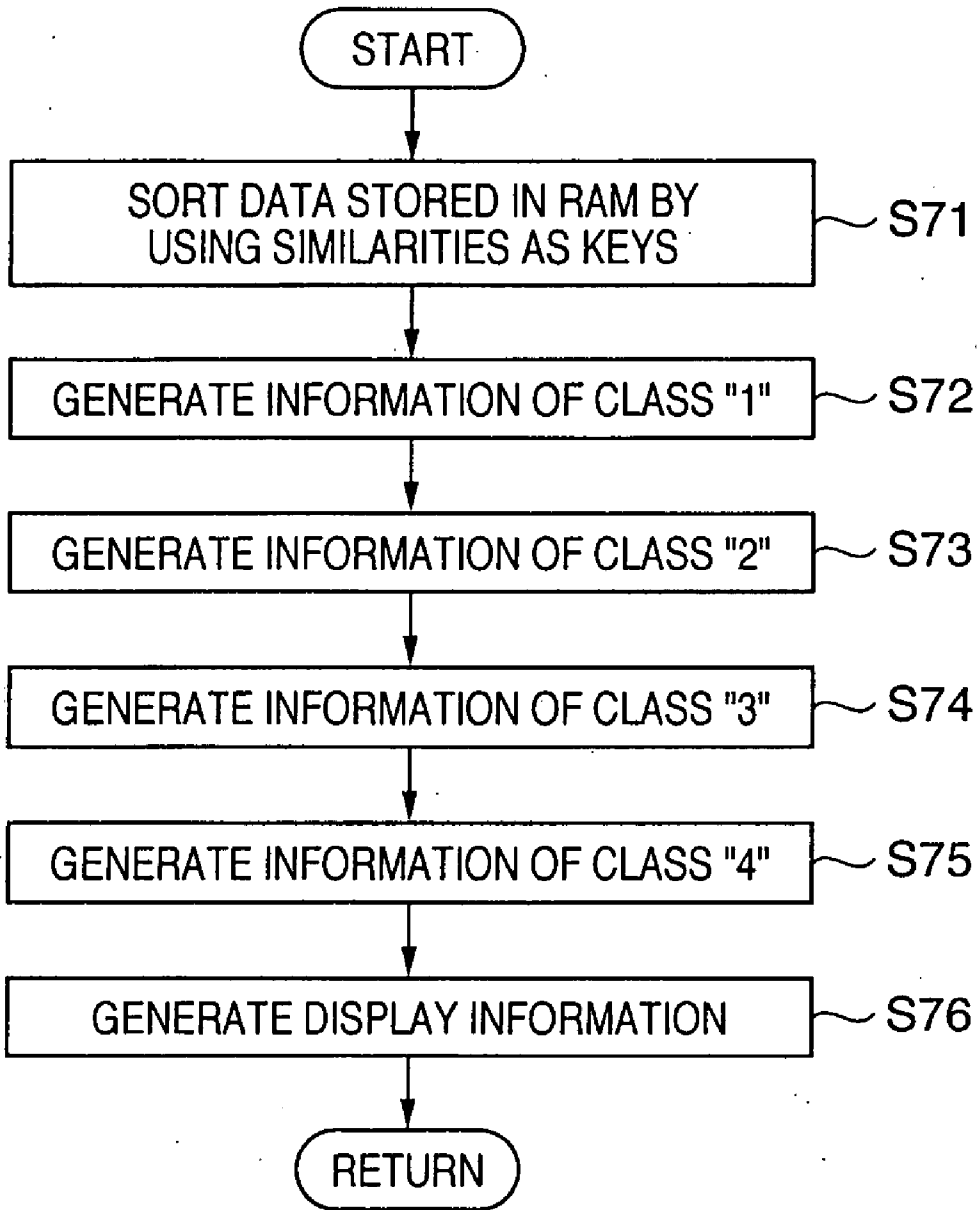 START
SORT DATA STORED IN RAM BY
USING SIMILARITIES AS KEYS
S71
GENERATE INFORMATION OF CLASS "1"
S72
GENERATE INFORMATION OF CLASS "2"
S73
GENERATE INFORMATION OF CLASS "3"
S74
GENERATE INFORMATION OF CLASS "4"
S75
GENERATE DISPLAY INFORMATION
S76
RETURN